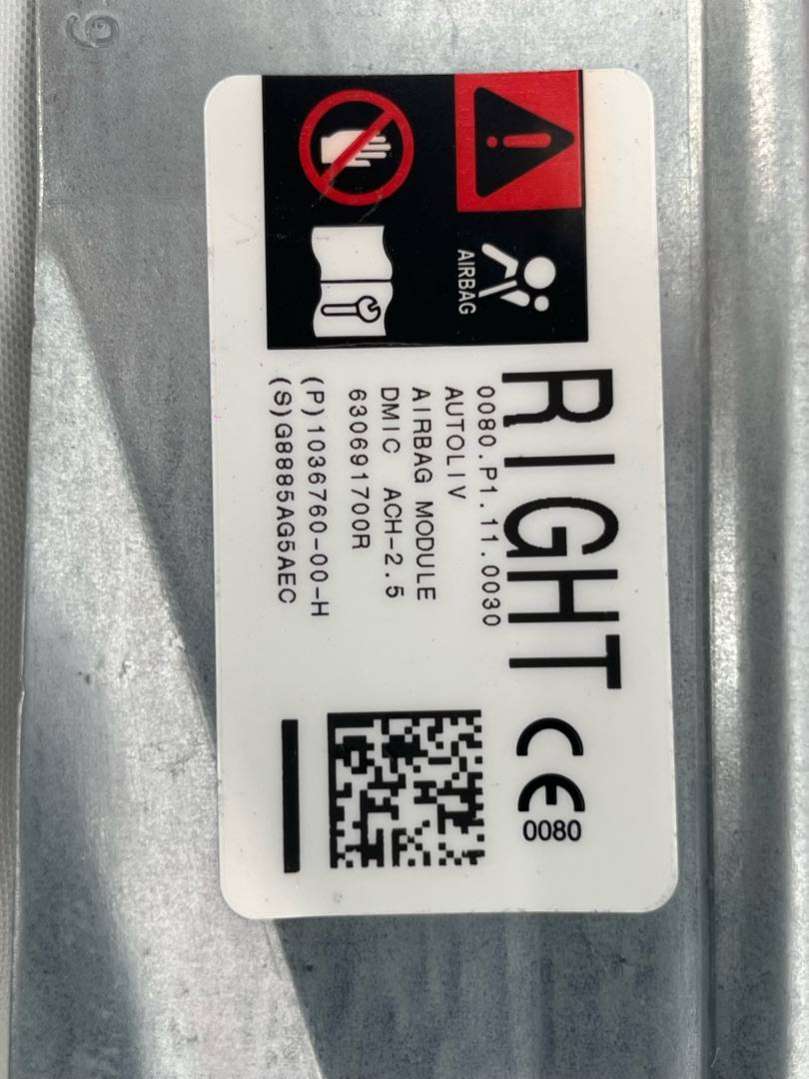 9
AIRBAG
RIGHT
0080.P1.11.0030
AUTOLIV
AIRBAG MODULE
DMIC ACH-2.5
630691700R
(P)1036760-00-H
(S)G8885AG5AEC
CE
0080